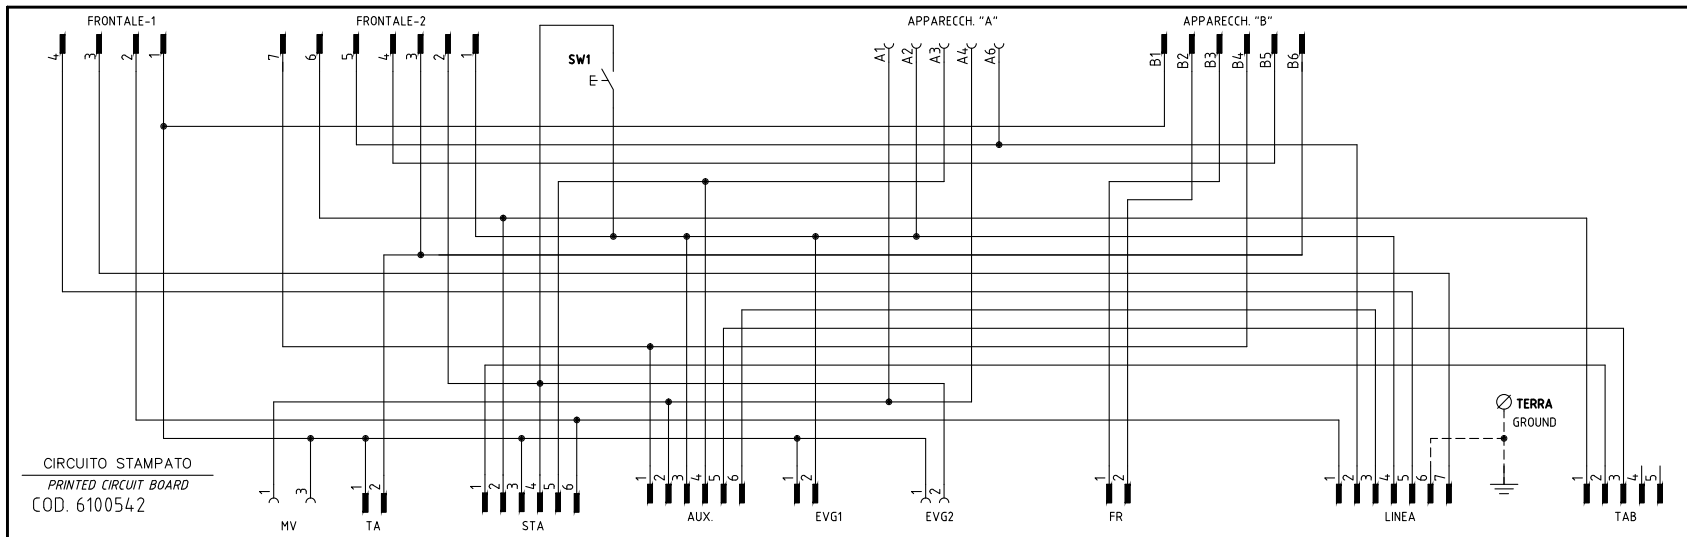 FRONTALE-1 FRONTALE-2 APPARECCH. "A" APPARECCH. "B"
4 3 2 1 7 6 5 4 3 2 1 A1 A2 A3 A4 A6 B1 B2 B3 B4 B5 B6
SW1
E
TERRA
GROUND
CIRCUITO STAMPATO
PRINTED CIRCUIT BOARD
COD. 6100542
1 3 1 2 1 2 3 4 5 6 1 2 3 4 5 6 1 2 1 2 1 2 1 2 3 4 5 6 7 1 2 3 4 5
MV TA STA AUX. EVG1 EVG2 FR LINEA TAB